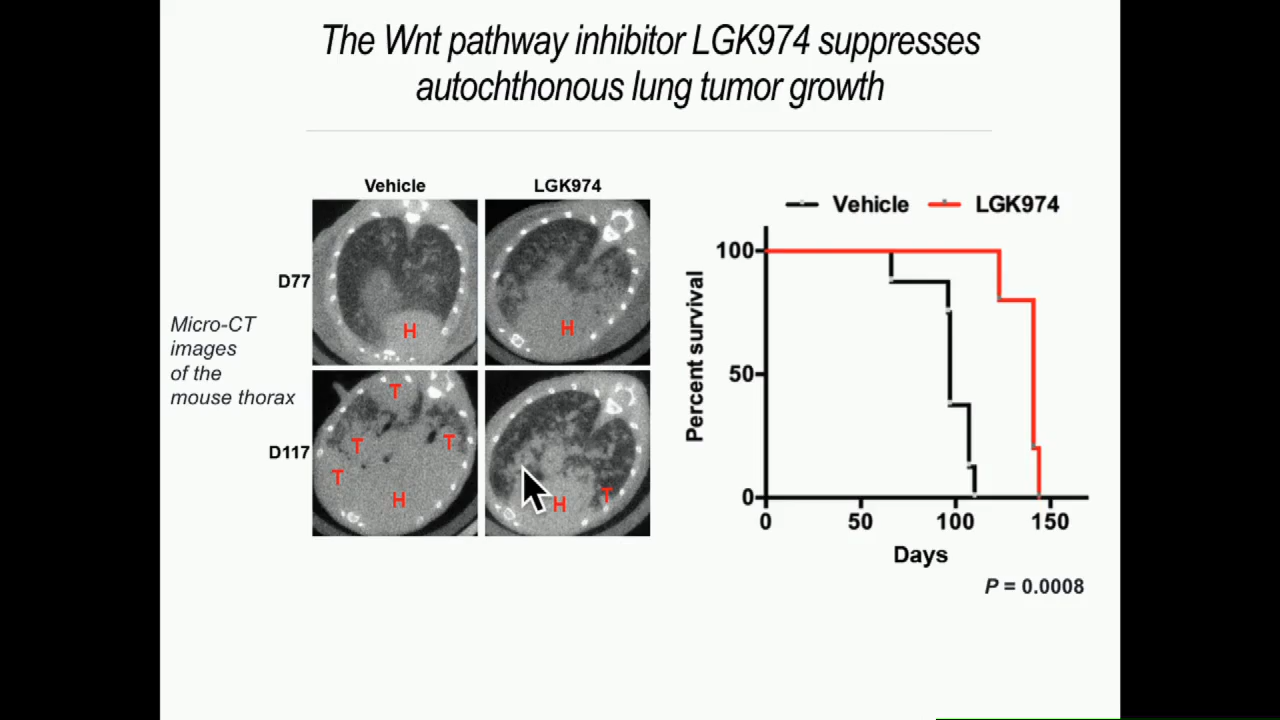 The Wnt pathway inhibitor LGK974 suppresses
autochthonous lung tumor growth
Vehicle
LGK974
D77
H
H
Micro-CT
images
of the
mouse thorax
D117
T
T
T
T
H
H
T
Vehicle
LGK974
Percent survival
100
50
0
0
50
100
150
Days
P = 0.0008